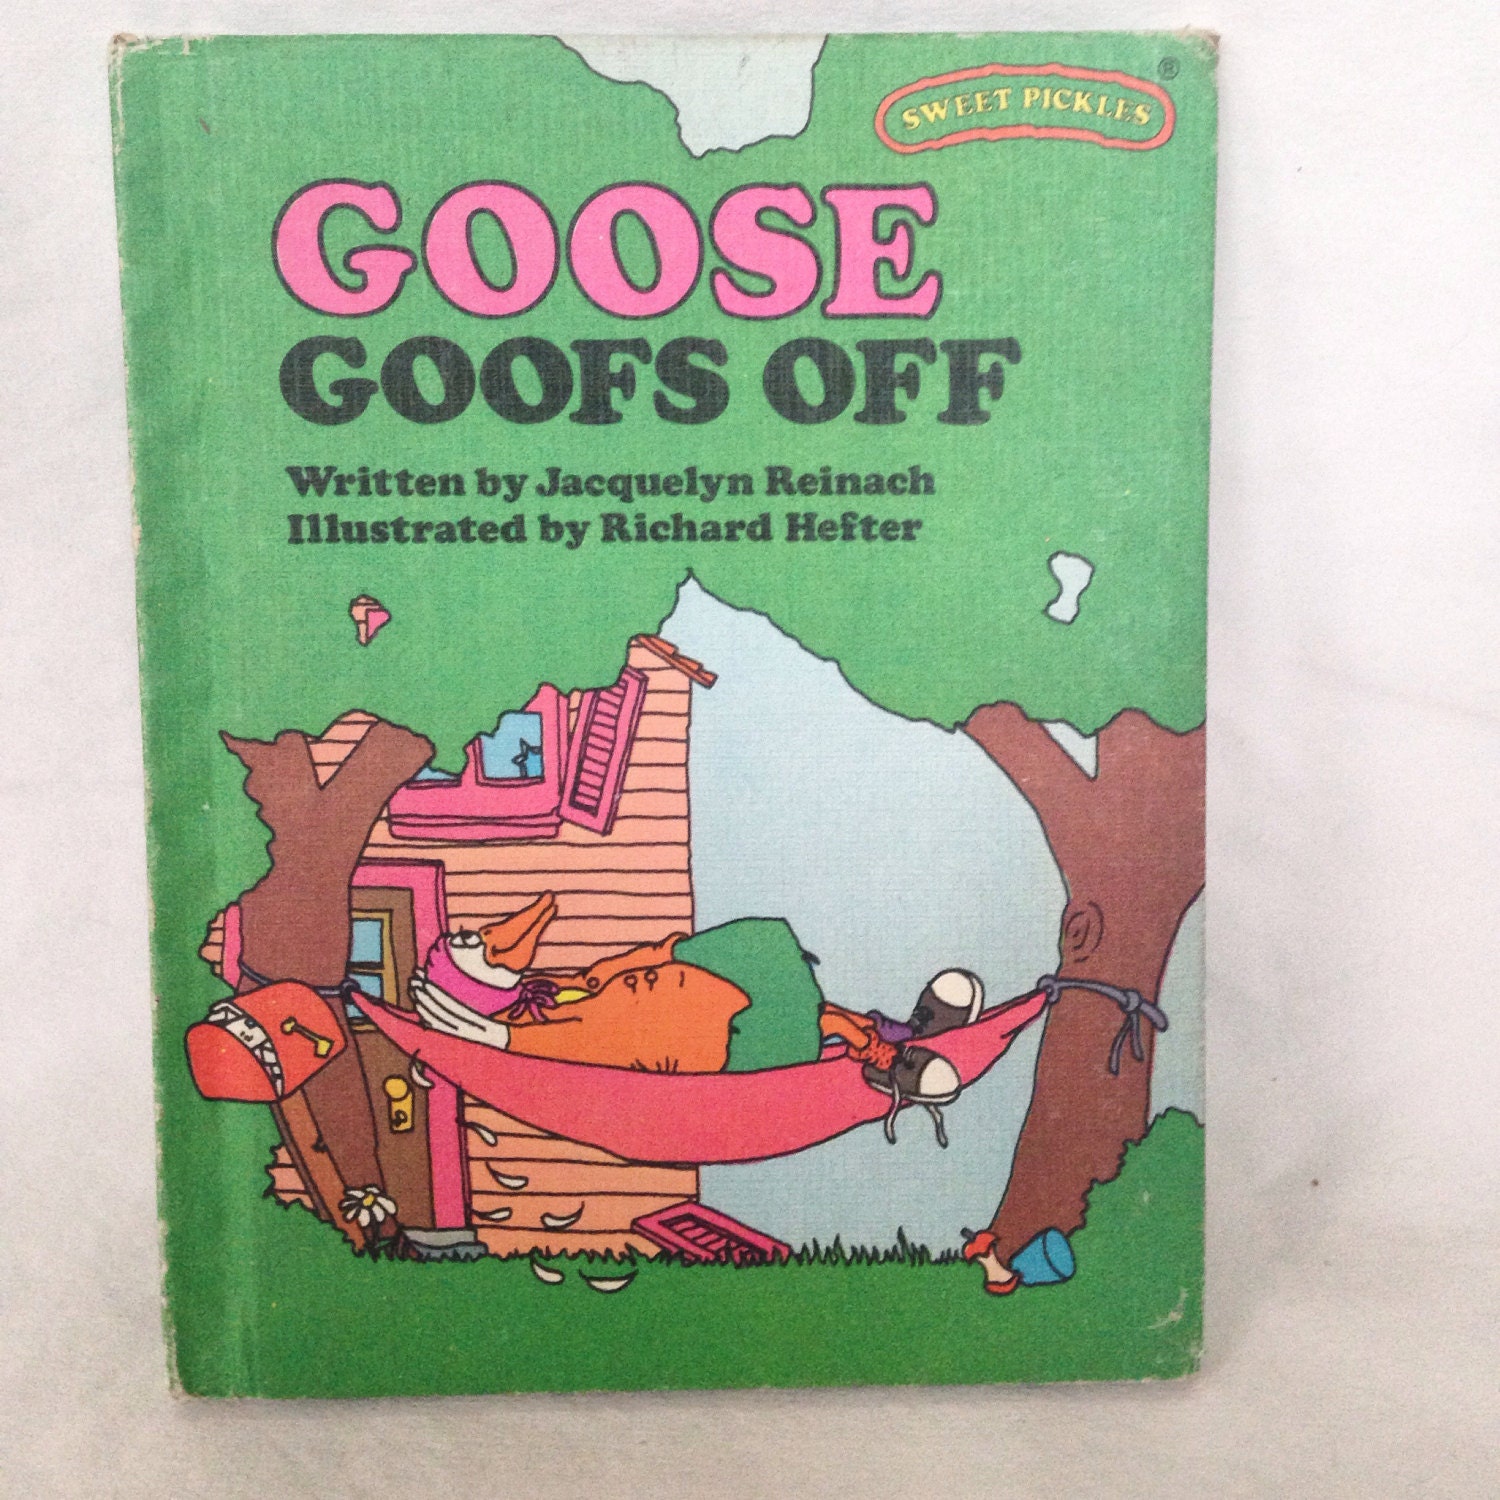 SWEET PICKLES ®
GOOSE
GOOFS OFF
Written by Jacquelyn Reinach
Illustrated by Richard Hefter